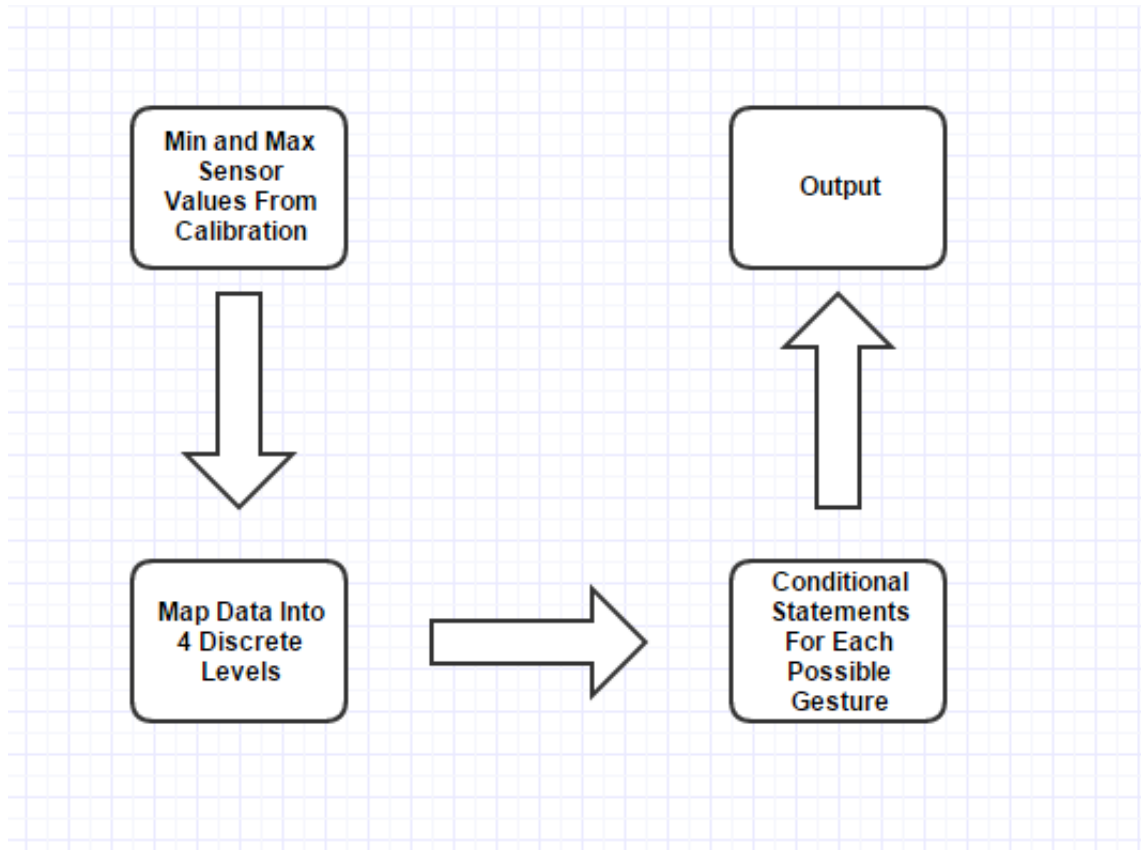 Min and Max
Sensor
Values From
Calibration
Map Data Into
4 Discrete
Levels
Conditional
Statements
For Each
Possible
Gesture
Output